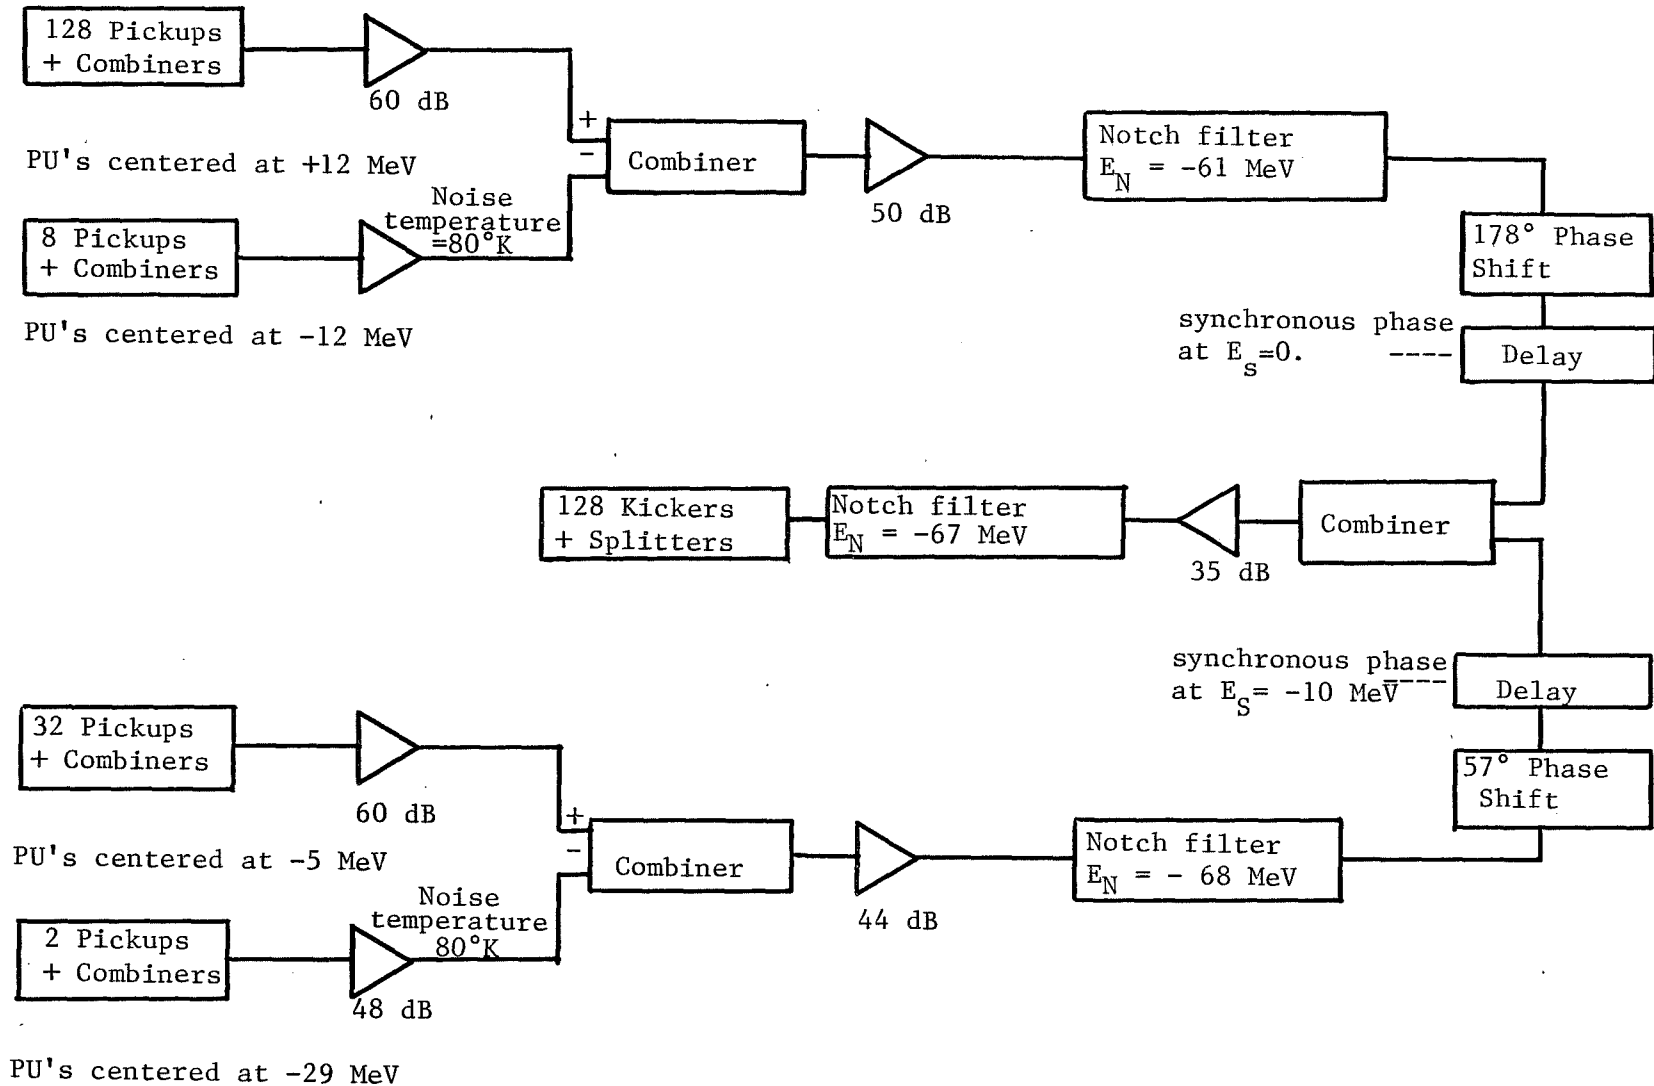 128 Pickups
+ Combiners
60 dB
PU's centered at +12 MeV
8 Pickups
+ Combiners
Noise
temperature
=80°K
PU's centered at -12 MeV
+
-
Combiner
50 dB
Notch filter
E_N = -61 MeV
178° Phase
Shift
synchronous phase
at E_s=0. ----
Delay
Combiner
35 dB
Notch filter
E_N = -67 MeV
128 Kickers
+ Splitters
synchronous phase
at E_S= -10 MeV ----
Delay
57° Phase
Shift
32 Pickups
+ Combiners
60 dB
PU's centered at -5 MeV
2 Pickups
+ Combiners
Noise
temperature
80°K
48 dB
PU's centered at -29 MeV
+
-
Combiner
44 dB
Notch filter
E_N = - 68 MeV